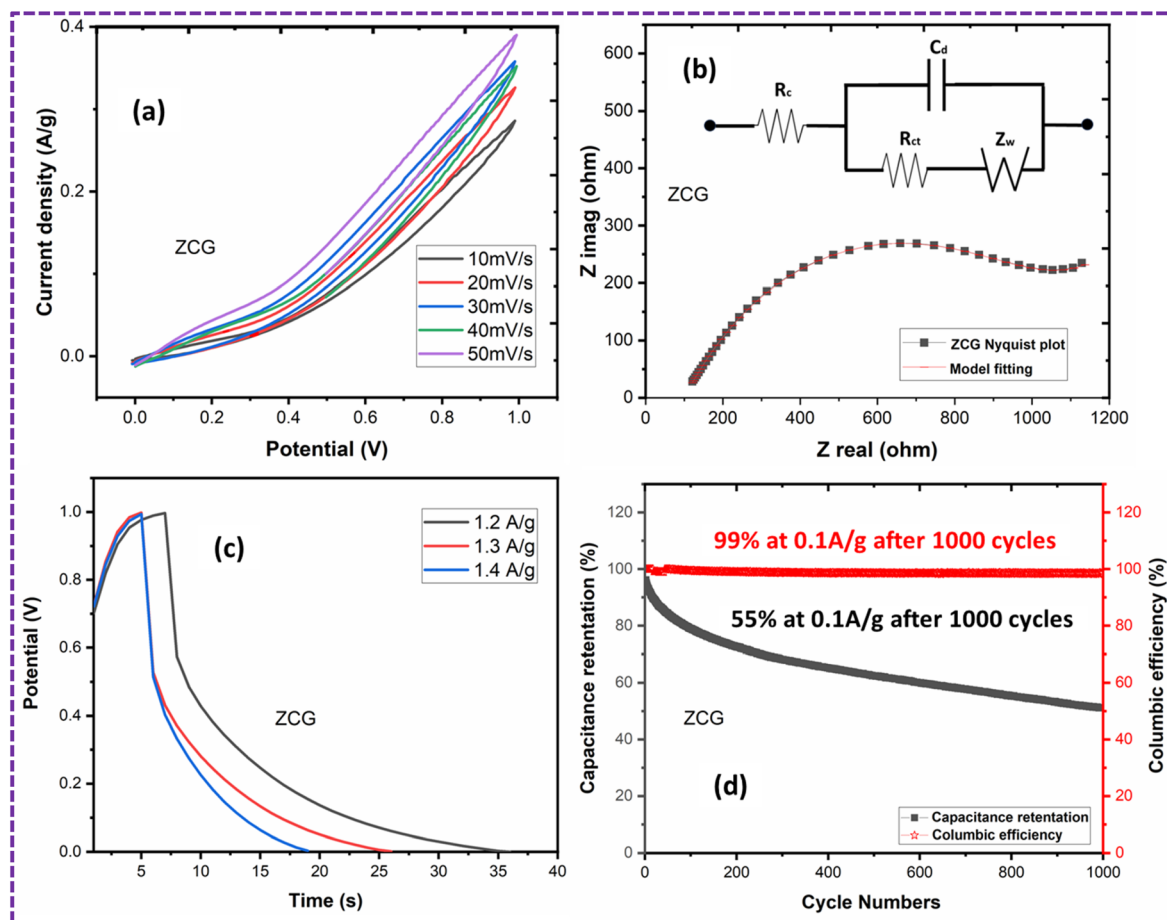 (a)
Current density (A/g)
0.4
0.2
0.0
ZCG
10mV/s
20mV/s
30mV/s
40mV/s
50mV/s
0.0 0.2 0.4 0.6 0.8 1.0
Potential (V)
(b)
Z imag (ohm)
600
500
400
300
200
100
0
Rc
Cd
Rct
Zw
ZCG
ZCG Nyquist plot
Model fitting
0 200 400 600 800 1000 1200
Z real (ohm)
(c)
Potential (V)
1.0
0.8
0.6
0.4
0.2
0.0
1.2 A/g
1.3 A/g
1.4 A/g
ZCG
5 10 15 20 25 30 35 40
Time (s)
Capacitance retention (%)
120
100
80
60
40
20
0
99% at 0.1A/g after 1000 cycles
55% at 0.1A/g after 1000 cycles
ZCG
(d)
Capacitance retention
Columbic efficiency
0 200 400 600 800 1000
Cycle Numbers
120
100
80
60
40
20
0
Columbic efficiency (%)